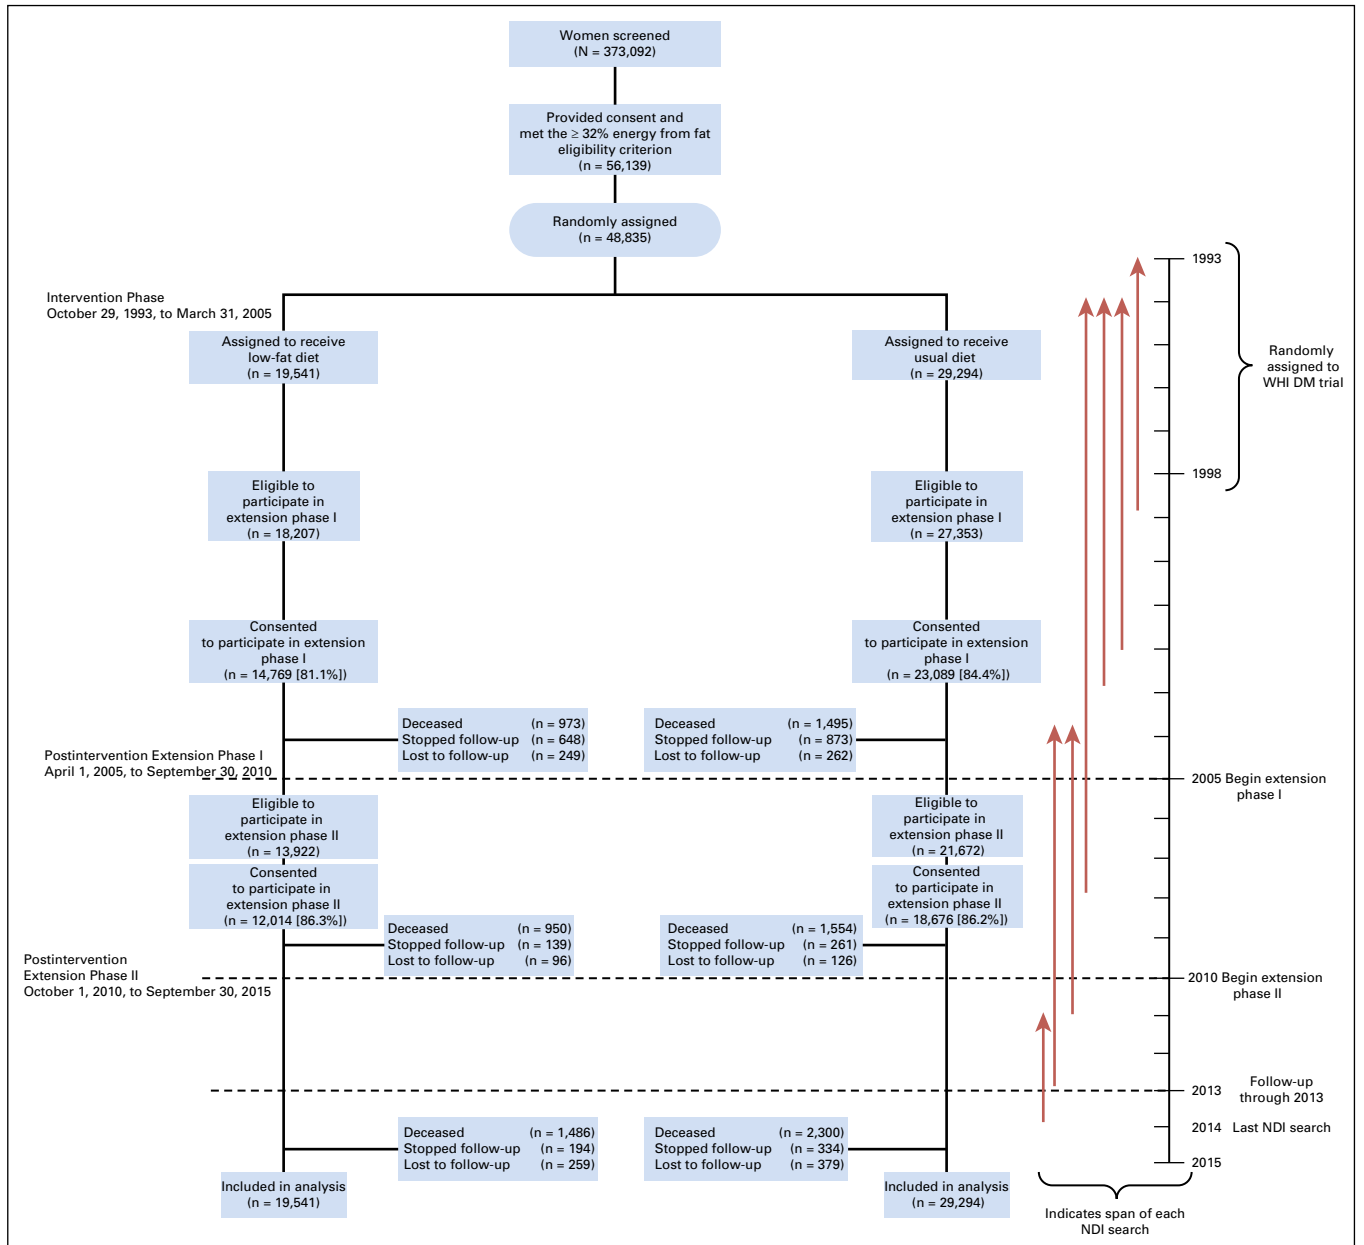 Women screened
(N = 373,092)
Provided consent and
met the ≥ 32% energy from fat
eligibility criterion
(n = 56,139)
Randomly assigned
(n = 48,835)
Intervention Phase
October 29, 1993, to March 31, 2005
Assigned to receive
low-fat diet
(n = 19,541)
Assigned to receive
usual diet
(n = 29,294)
Eligible to
participate in
extension phase I
(n = 18,207)
Eligible to
participate in
extension phase I
(n = 27,353)
Consented
to participate in extension
phase I
(n = 14,769 [81.1%])
Consented
to participate in extension
phase I
(n = 23,089 [84.4%])
Deceased (n = 973)
Stopped follow-up (n = 648)
Lost to follow-up (n = 249)
Deceased (n = 1,495)
Stopped follow-up (n = 873)
Lost to follow-up (n = 262)
Postintervention Extension Phase I
April 1, 2005, to September 30, 2010
Eligible to
participate in
extension phase II
(n = 13,922)
Eligible to
participate in
extension phase II
(n = 21,672)
Consented
to participate in
extension phase II
(n = 12,014 [86.3%])
Consented
to participate in
extension phase II
(n = 18,676 [86.2%])
Deceased (n = 950)
Stopped follow-up (n = 139)
Lost to follow-up (n = 96)
Deceased (n = 1,554)
Stopped follow-up (n = 261)
Lost to follow-up (n = 126)
Postintervention
Extension Phase II
October 1, 2010, to September 30, 2015
Deceased (n = 1,486)
Stopped follow-up (n = 194)
Lost to follow-up (n = 259)
Deceased (n = 2,300)
Stopped follow-up (n = 334)
Lost to follow-up (n = 379)
Included in analysis
(n = 19,541)
Included in analysis
(n = 29,294)
1993
Randomly
assigned to
WHI DM trial
1998
2005 Begin extension
phase I
2010 Begin extension
phase II
2013 Follow-up
through 2013
2014 Last NDI search
2015
Indicates span of each
NDI search